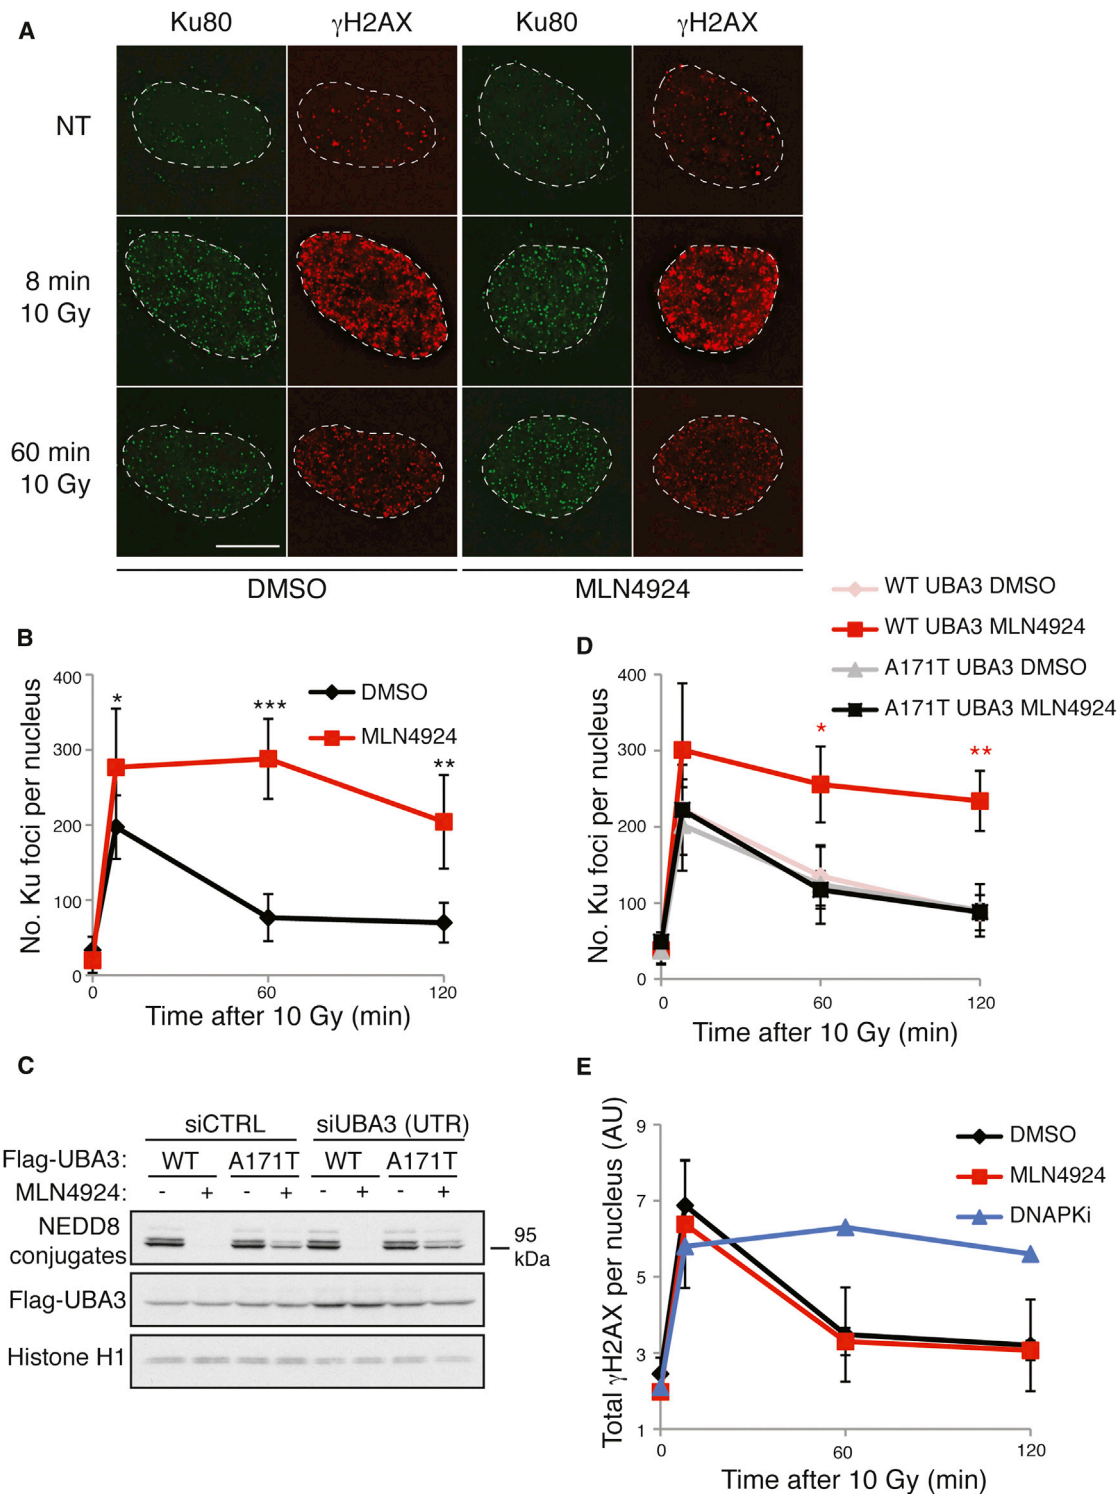 A
Ku80 γH2AX Ku80 γH2AX
NT
8 min
10 Gy
60 min
10 Gy
DMSO MLN4924
B
No. Ku foci per nucleus
400
300
200
100
0
0 60 120
Time after 10 Gy (min)
DMSO
MLN4924
* *** **
D
WT UBA3 DMSO
WT UBA3 MLN4924
A171T UBA3 DMSO
A171T UBA3 MLN4924
No. Ku foci per nucleus
400
300
200
100
0
0 60 120
Time after 10 Gy (min)
* **
C
siCTRL siUBA3 (UTR)
Flag-UBA3: WT A171T WT A171T
MLN4924: - + - + - + - +
NEDD8
conjugates
95
kDa
Flag-UBA3
Histone H1
E
Total γH2AX per nucleus (AU)
9
7
5
3
1
0 60 120
Time after 10 Gy (min)
DMSO
MLN4924
DNAPKi